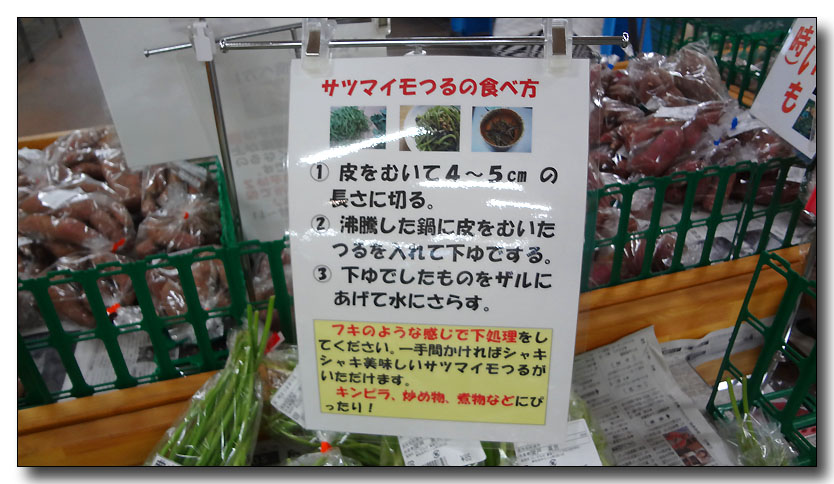 サツマイモつるの食べ方
① 皮をむいて4～5cm の
長さに切る。
② 沸騰した鍋に皮をむいた
つるを入れて下ゆでする。
③ 下ゆでしたものをザルに
あげて水にさらす。
フキのような感じで下処理をし
てください。一手間かければシャキ
シャキ美味しいサツマイモつるが
いただけます。
キンピラ、炒め物、煮物などにぴ
ったり！